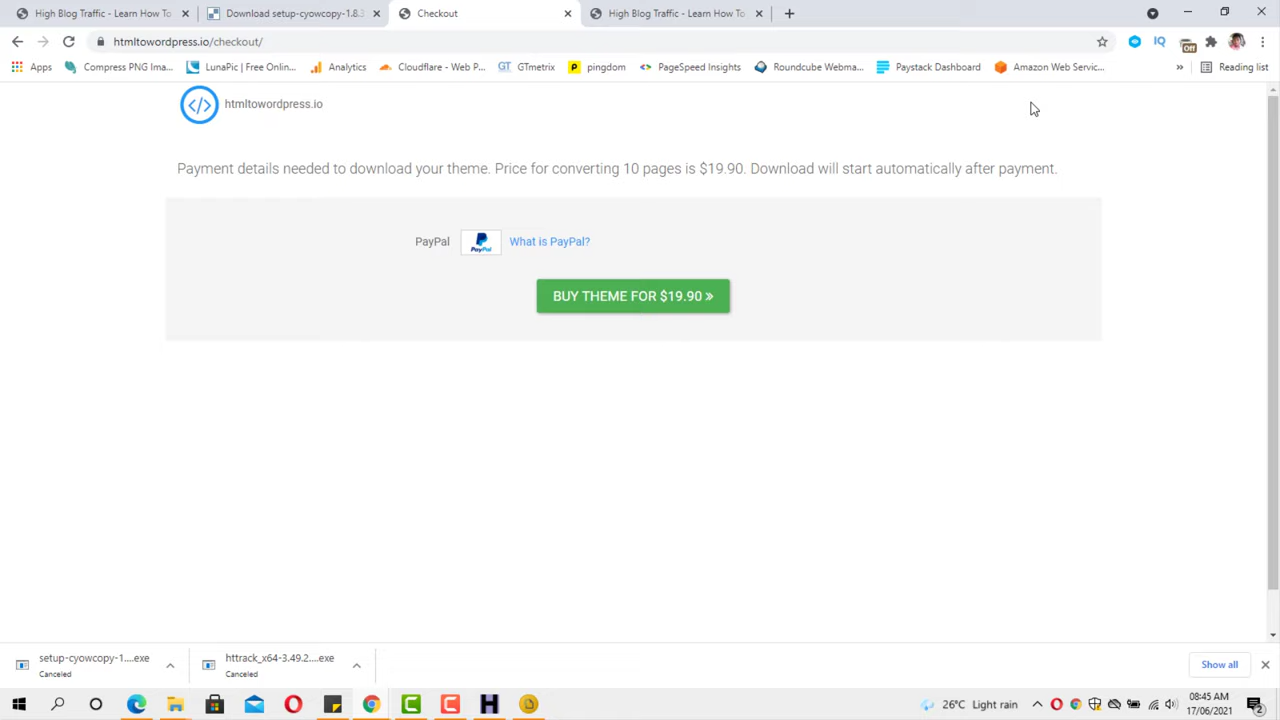 High Blog Traffic - Learn How To
Download setup-cyowcopy-1.8.3
Checkout
High Blog Traffic - Learn How To
htmltowordpress.io/checkout/
IQ
Off
Apps
Compress PNG Ima...
LunaPic | Free Onlin...
Analytics
Cloudflare - Web P...
GTmetrix
pingdom
PageSpeed Insights
Roundcube Webma...
Paystack Dashboard
Amazon Web Servic...
»
Reading list
</> htmltowordpress.io
Payment details needed to download your theme. Price for converting 10 pages is $19.90. Download will start automatically after payment.
PayPal
PayPal
What is PayPal?
BUY THEME FOR $19.90 »
setup-cyowcopy-1....exe
Canceled
httrack_x64-3.49.2....exe
Canceled
Show all
26°C Light rain
08:45 AM
17/06/2021
2